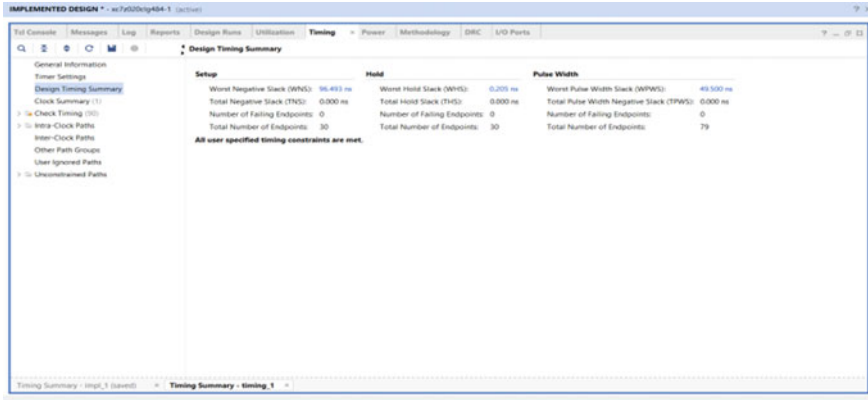 IMPLEMENTED DESIGN * - xc7z020clg484-1 (active) ?
Tcl Console Messages Log Reports Design Runs Utilization Timing × Power Methodology DRC I/O Ports ? _
Design Timing Summary
General Information
Timer Settings
Design Timing Summary
Clock Summary (1)
Check Timing (90)
Intra-Clock Paths
Inter-Clock Paths
Other Path Groups
User Ignored Paths
Unconstrained Paths
Setup
Worst Negative Slack (WNS): 96.493 ns
Total Negative Slack (TNS): 0.000 ns
Number of Failing Endpoints: 0
Total Number of Endpoints: 30
Hold
Worst Hold Slack (WHS): 0.205 ns
Total Hold Slack (THS): 0.000 ns
Number of Failing Endpoints: 0
Total Number of Endpoints: 30
Pulse Width
Worst Pulse Width Slack (WPWS): 49.500 ns
Total Pulse Width Negative Slack (TPWS): 0.000 ns
Number of Failing Endpoints: 0
Total Number of Endpoints: 79
All user specified timing constraints are met.
Timing Summary - impl_1 (saved) × Timing Summary - timing_1 ×